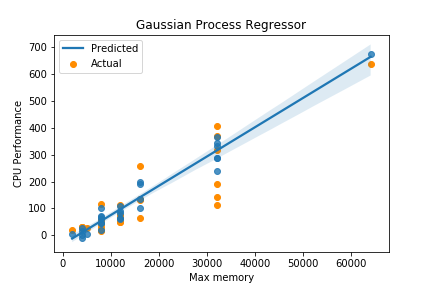 Gaussian Process Regressor
Predicted
Actual
CPU Performance
700
600
500
400
300
200
100
0
0 10000 20000 30000 40000 50000 60000
Max memory